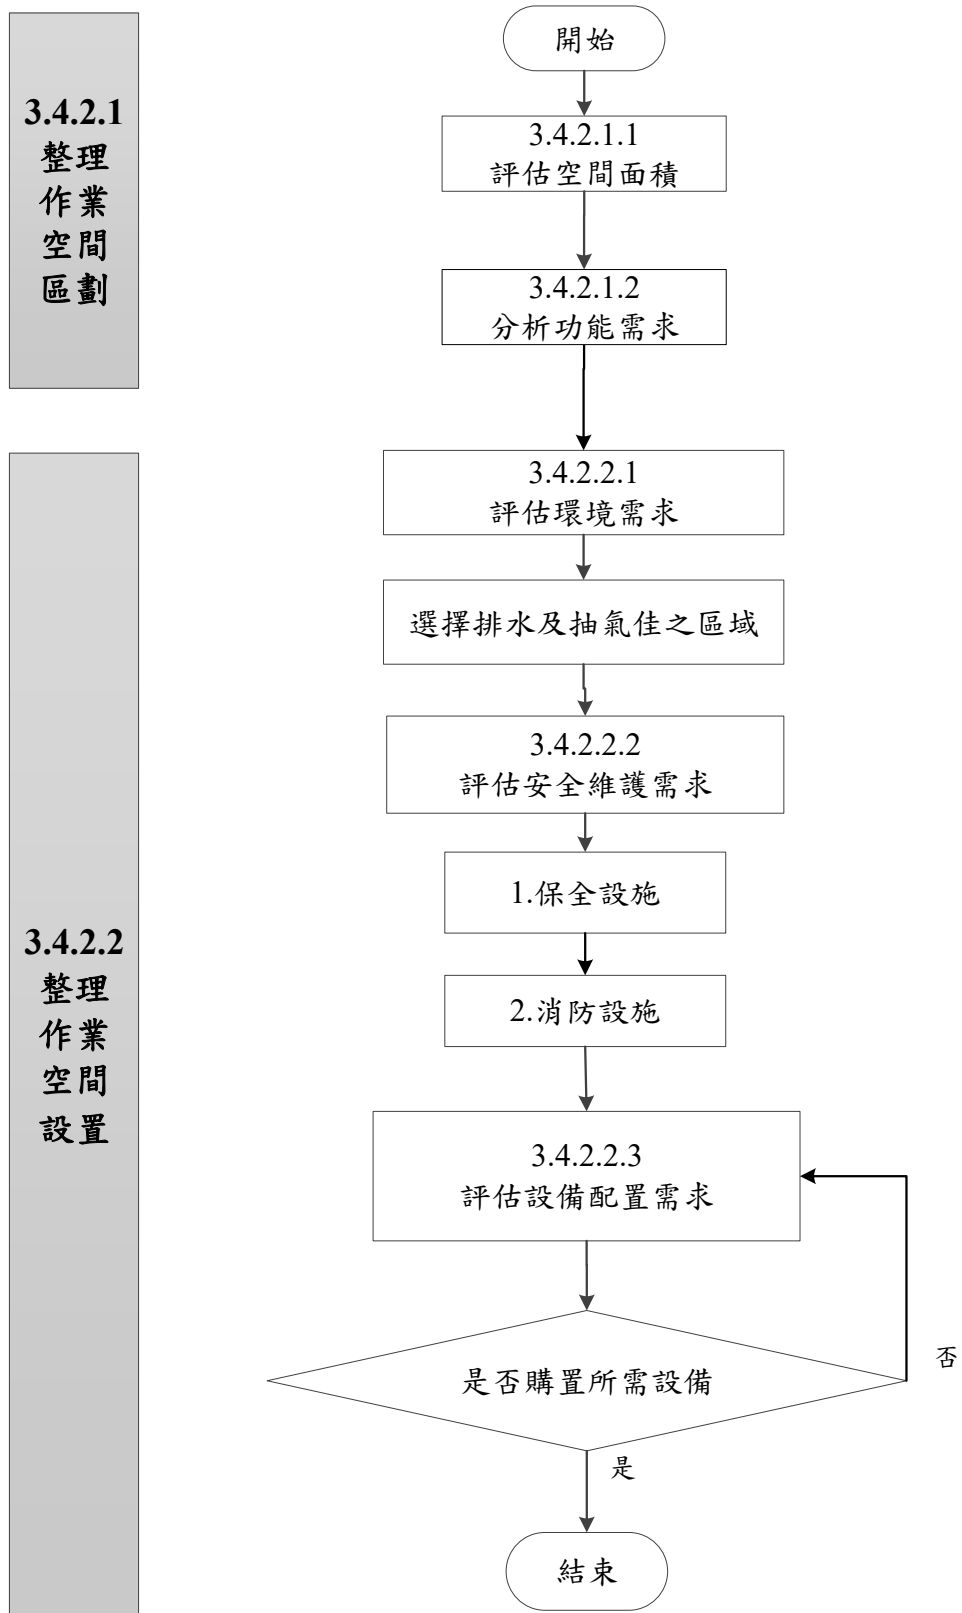 開始
3.4.2.1
整理
作業
空間
區劃
3.4.2.1.1
評估空間面積
3.4.2.1.2
分析功能需求
3.4.2.2
整理
作業
空間
設置
3.4.2.2.1
評估環境需求
選擇排水及抽氣佳之區域
3.4.2.2.2
評估安全維護需求
1.保全設施
2.消防設施
3.4.2.2.3
評估設備配置需求
是否購置所需設備
否
是
結束